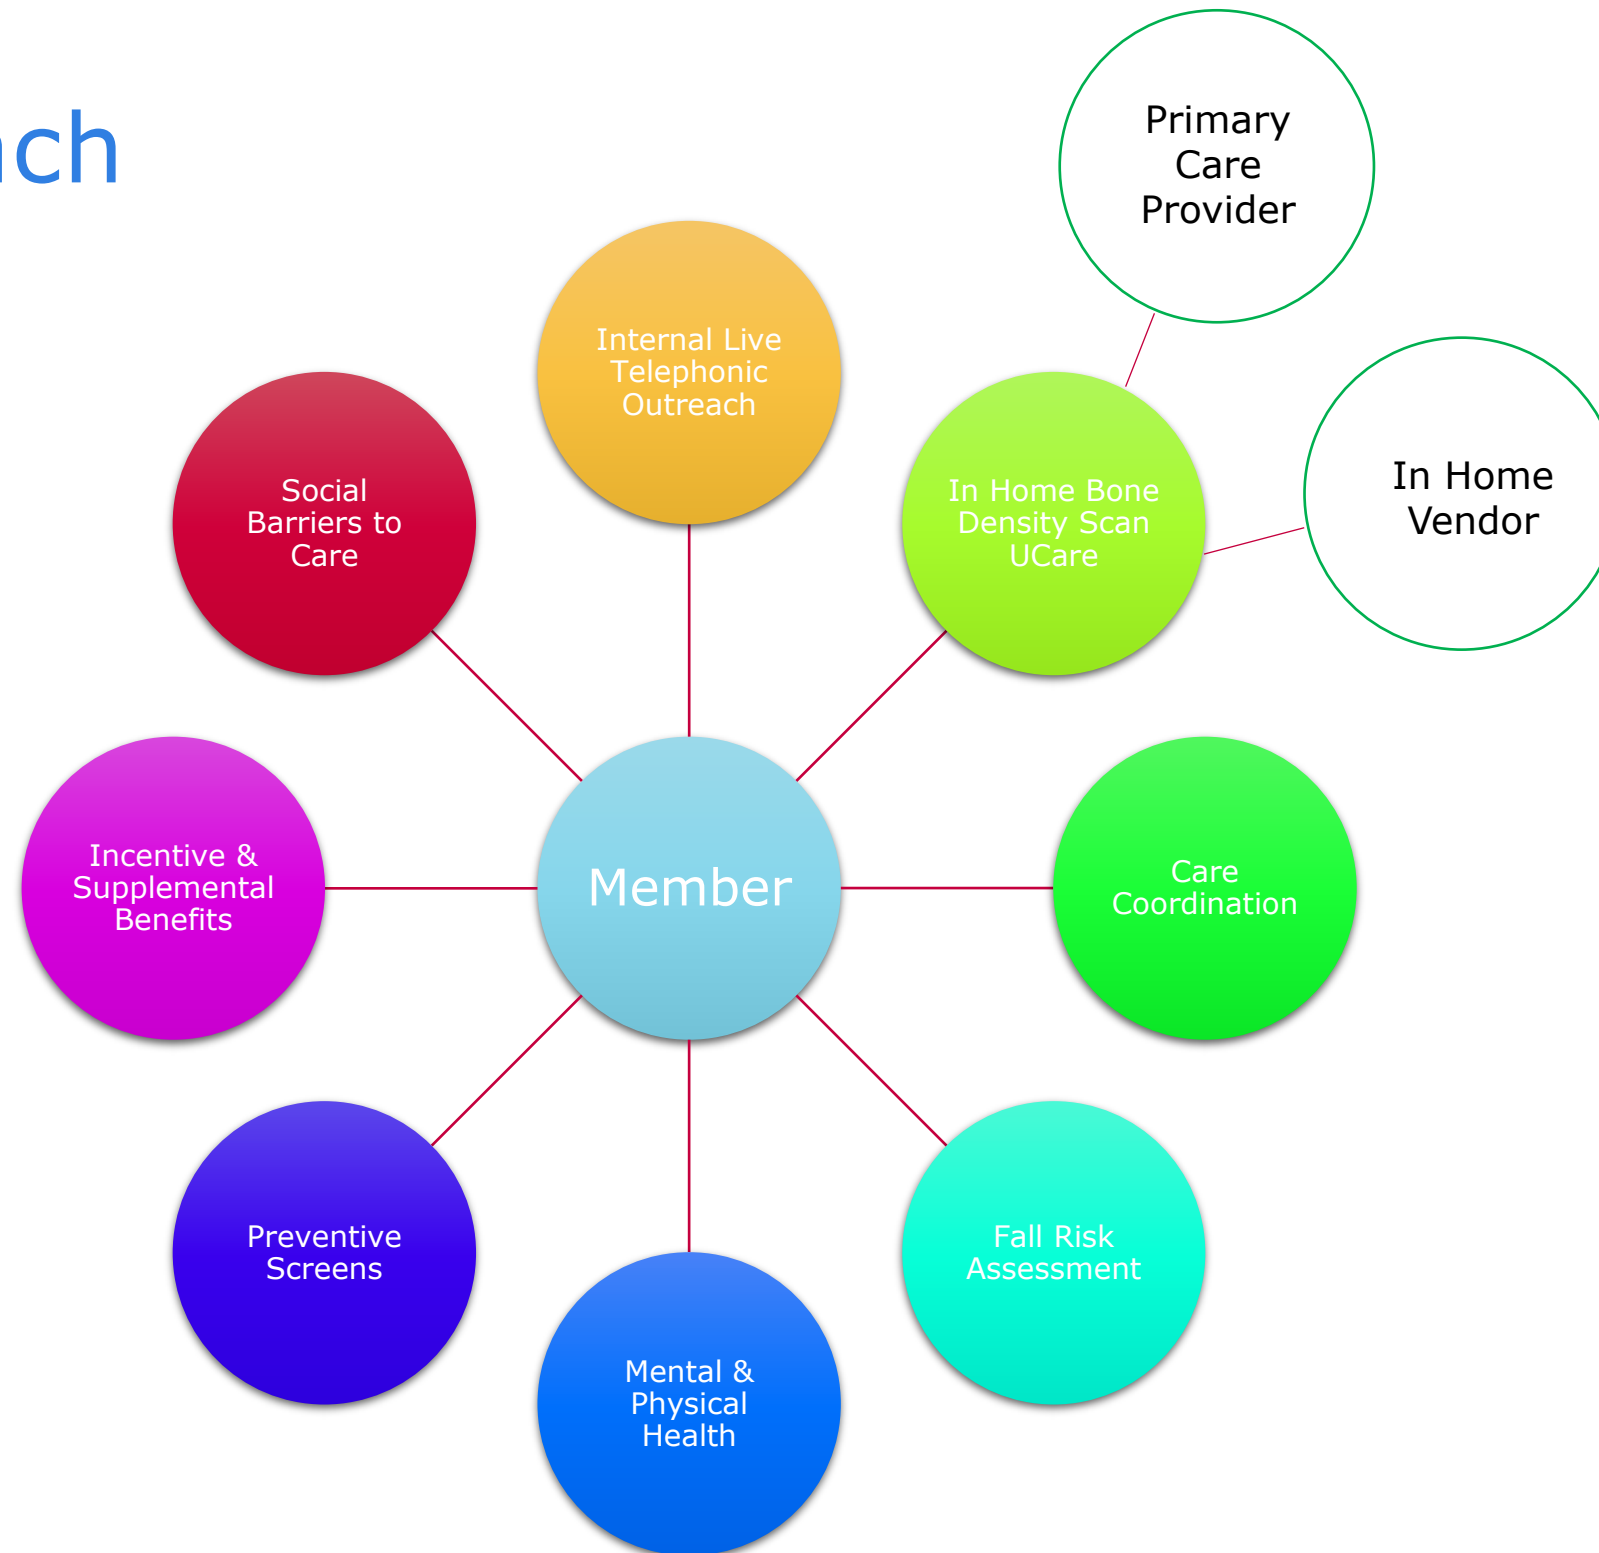 Primary
Care
Provider
Internal Live
Telephonic
Outreach
In Home
Vendor
Social
Barriers to
Care
In Home Bone
Density Scan
UCare
Incentive &
Supplemental
Benefits
Member
Care
Coordination
Preventive
Screens
Fall Risk
Assessment
Mental &
Physical
Health